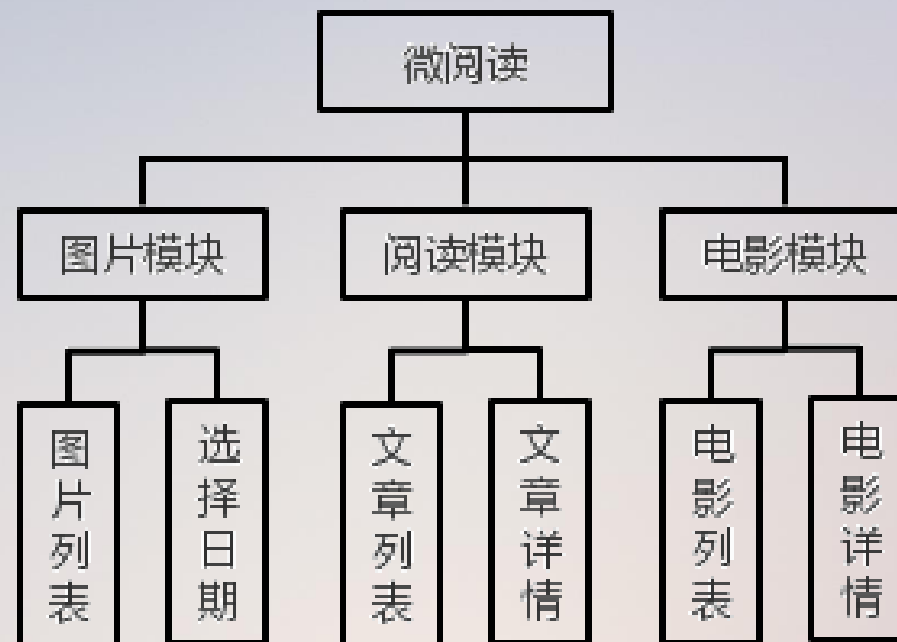 微阅读
图片模块
阅读模块
电影模块
图片列表
选择日期
文章列表
文章详情
电影列表
电影详情